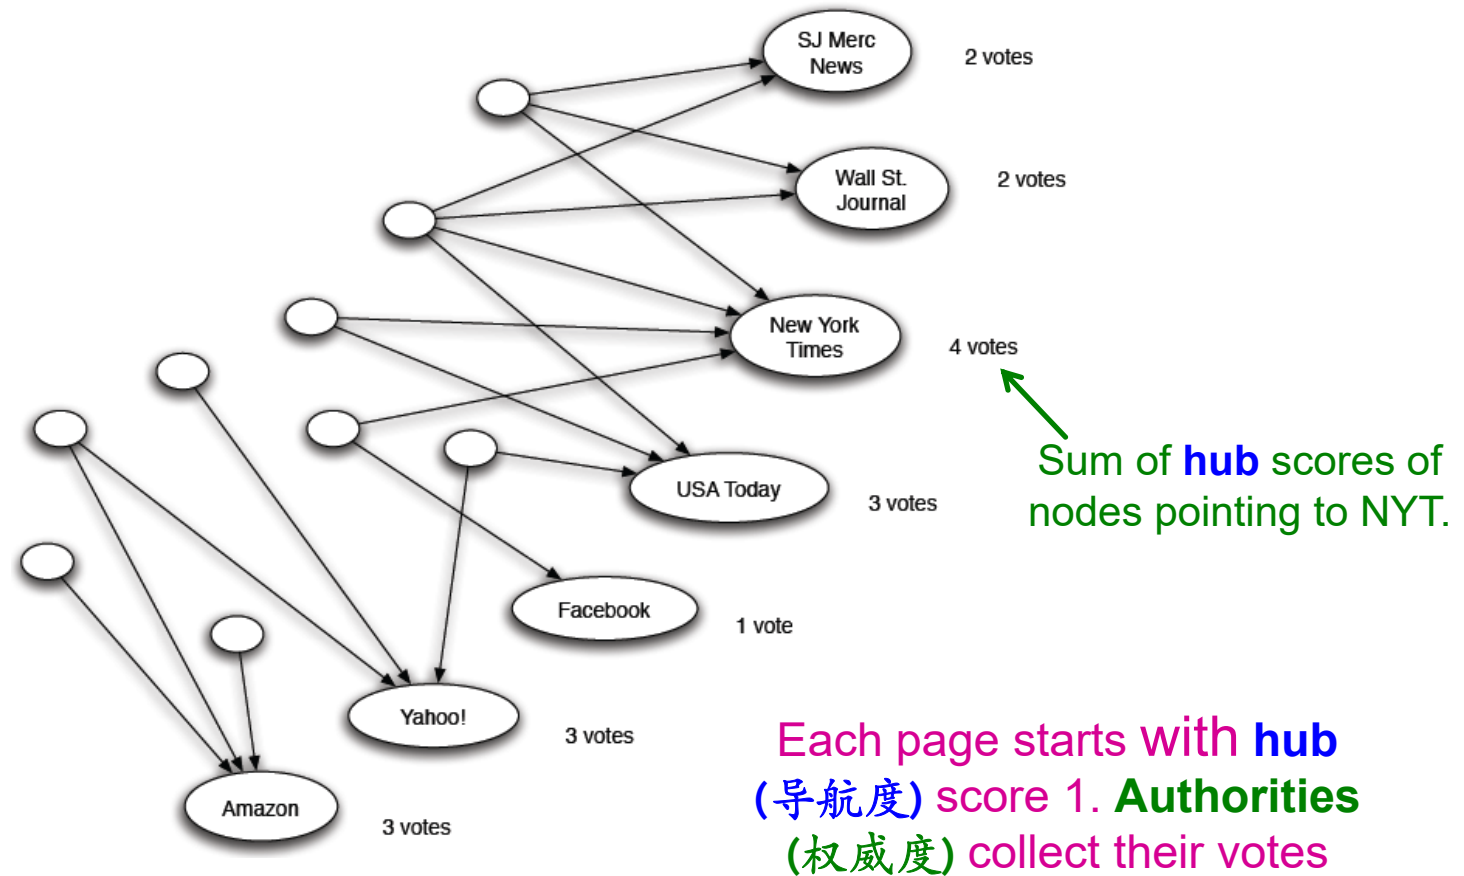 SJ Merc
News
2 votes
Wall St.
Journal
2 votes
New York
Times
4 votes
Sum of hub scores of
nodes pointing to NYT.
USA Today
3 votes
Facebook
1 vote
Yahoo!
3 votes
Amazon
3 votes
Each page starts with hub
(导航度) score 1. Authorities
(权威度) collect their votes